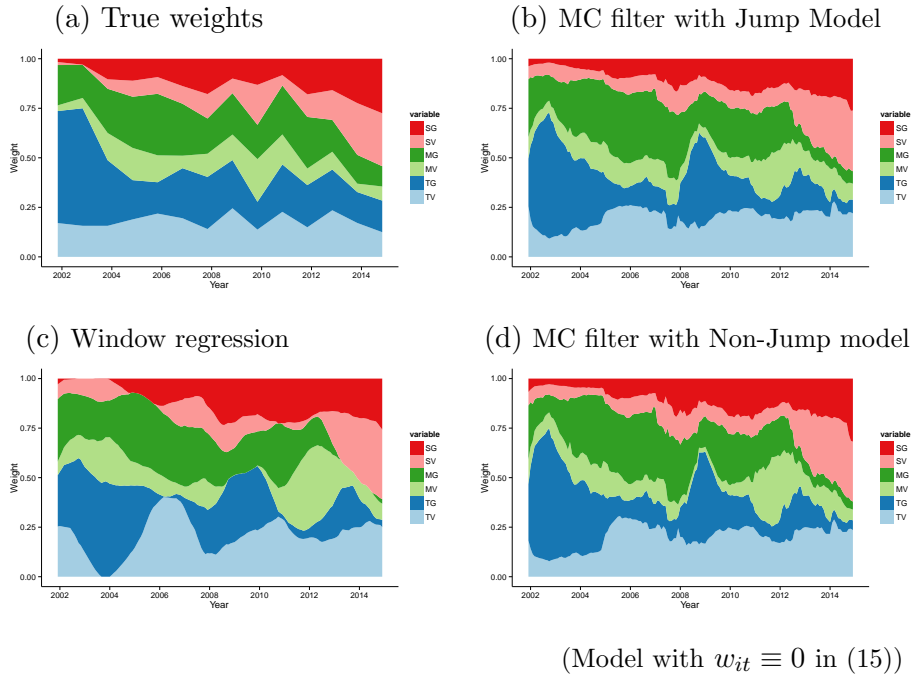 (a) True weights
1.00
0.75
0.50
0.25
0.00
Weight
2002 2004 2006 2008 2010 2012 2014
Year
variable
SG
SV
MG
MV
TG
TV
(b) MC filter with Jump Model
1.00
0.75
0.50
0.25
0.00
Weight
2002 2004 2006 2008 2010 2012 2014
Year
variable
SG
SV
MG
MV
TG
TV
(c) Window regression
1.00
0.75
0.50
0.25
0.00
Weight
2002 2004 2006 2008 2010 2012 2014
Year
variable
SG
SV
MG
MV
TG
TV
(d) MC filter with Non-Jump model
1.00
0.75
0.50
0.25
0.00
Weight
2002 2004 2006 2008 2010 2012 2014
Year
variable
SG
SV
MG
MV
TG
TV
(Model with $w_{it} \equiv 0$ in (15))